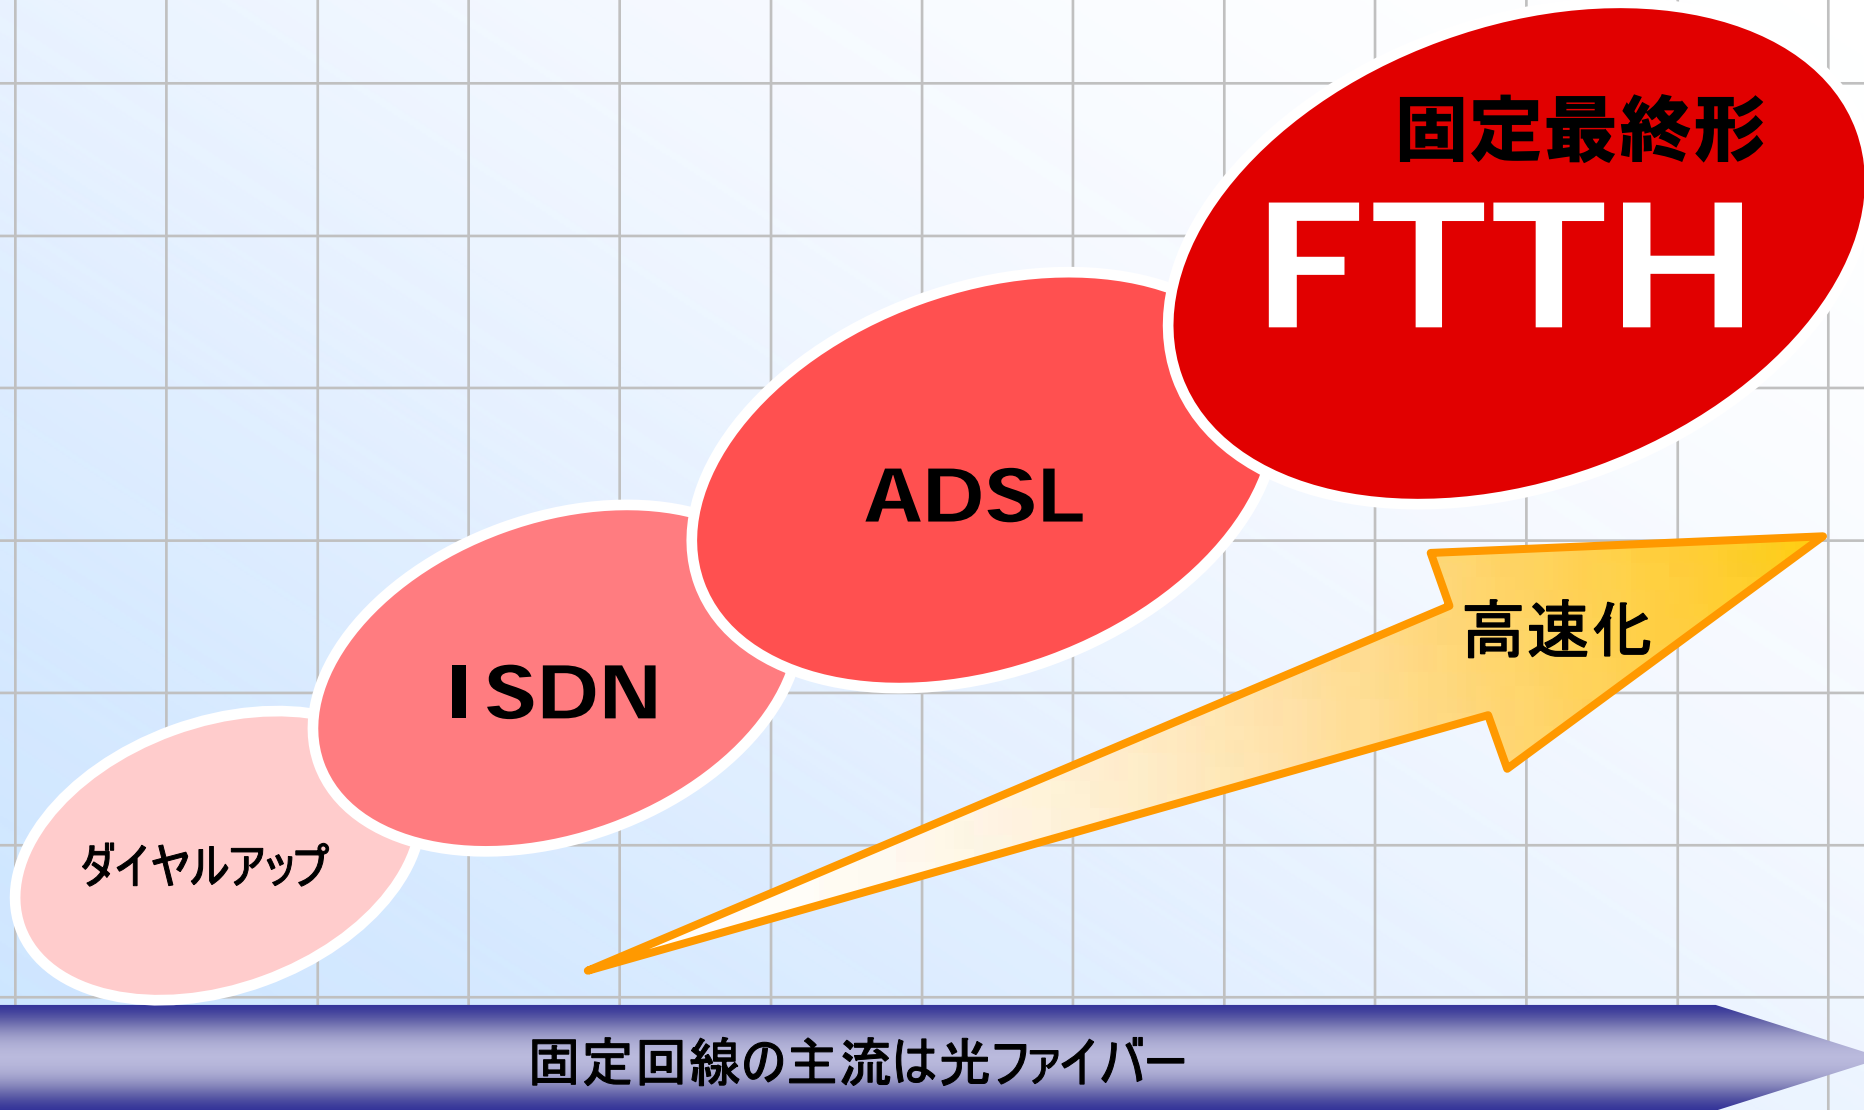 固定最終形
FTTH
ADSL
ISDN
高速化
ダイヤルアップ
固定回線の主流は光ファイバー